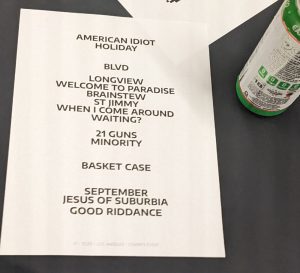 AMERICAN IDIOT
HOLIDAY
BLVD
LONGVIEW
WELCOME TO PARADISE
BRAINSTEW
ST JIMMY
WHEN I COME AROUND
WAITING?
21 GUNS
MINORITY
BASKET CASE
SEPTEMBER
JESUS OF SUBURBIA
GOOD RIDDANCE